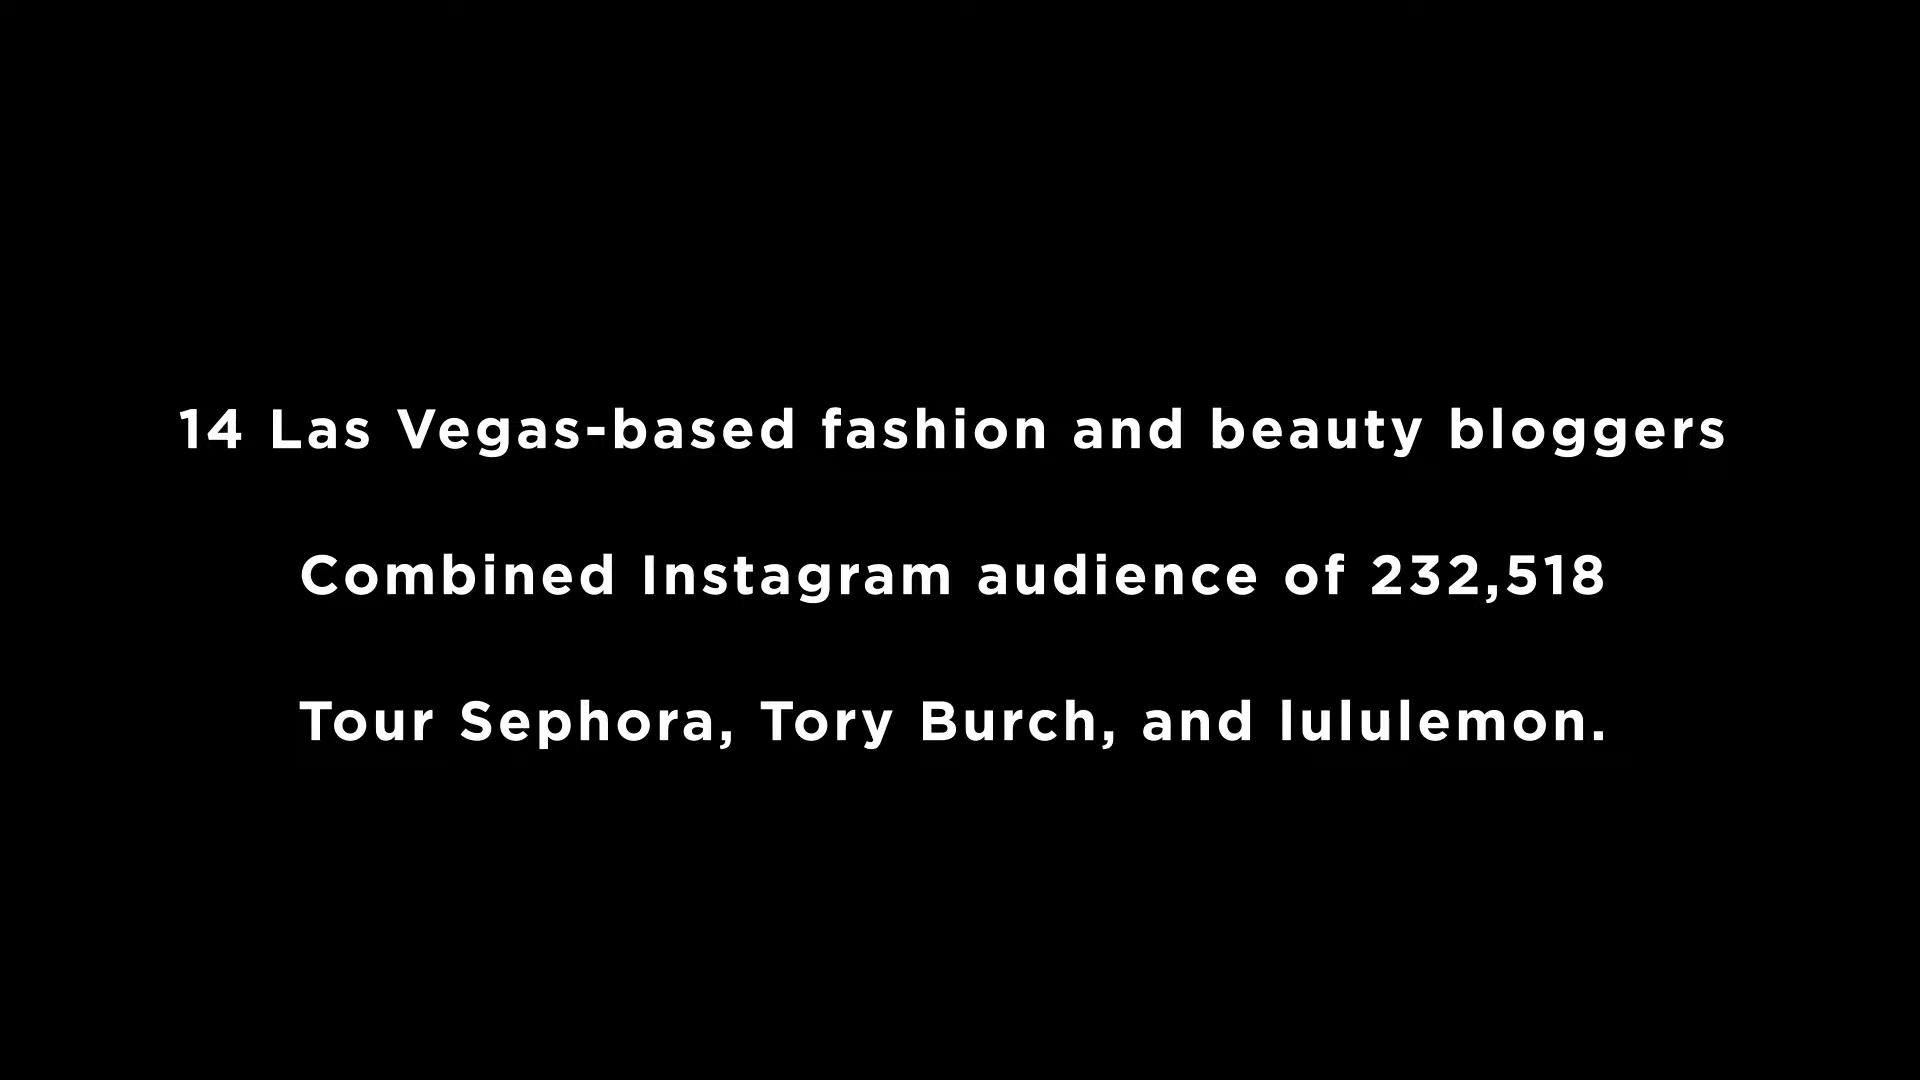 14 Las Vegas-based fashion and beauty bloggers
Combined Instagram audience of 232,518
Tour Sephora, Tory Burch, and lululemon.